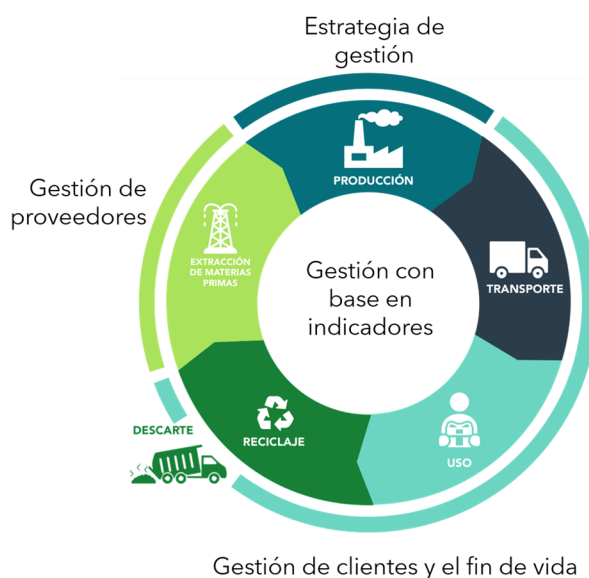 Estrategia de
gestión
PRODUCCIÓN
Gestión de
proveedores
EXTRACCIÓN
DE MATERIAS
PRIMAS
TRANSPORTE
Gestión con
base en
indicadores
DESCARTE
RECICLAJE
USO
Gestión de clientes y el fin de vida